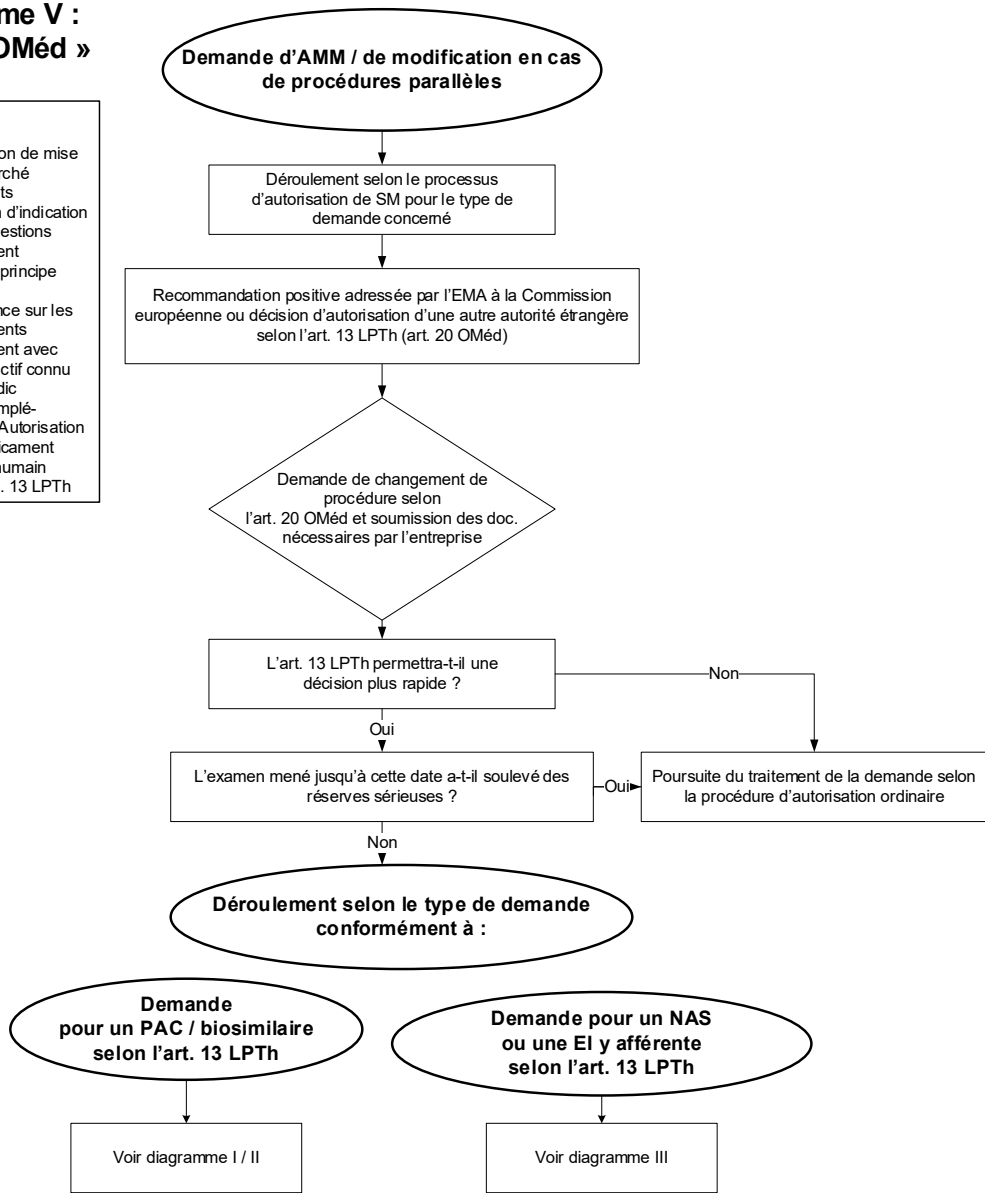 me V :
OMéd »
on de mise
rché
ts
n d'indication
estions
ent
principe
nce sur les
ents
ent avec
ctif connu
dic
mplé-
Autorisation
icament
umain
. 13 LPTh
Demande d'AMM / de modification en cas
de procédures parallèles
Déroulement selon le processus
d'autorisation de SM pour le type de
demande concerné
Recommandation positive adressée par l'EMA à la Commission
européenne ou décision d'autorisation d'une autre autorité étrangère
selon l'art. 13 LPTh (art. 20 OMéd)
Demande de changement de
procédure selon
l'art. 20 OMéd et soumission des doc.
nécessaires par l'entreprise
L'art. 13 LPTh permettra-t-il une
décision plus rapide ?
Non
Oui
L'examen mené jusqu'à cette date a-t-il soulevé des
réserves sérieuses ?
Oui
Poursuite du traitement de la demande selon
la procédure d'autorisation ordinaire
Non
Déroulement selon le type de demande
conformément à :
Demande
pour un PAC / biosimilaire
selon l'art. 13 LPTh
Demande pour un NAS
ou une EI y afférente
selon l'art. 13 LPTh
Voir diagramme I / II
Voir diagramme III